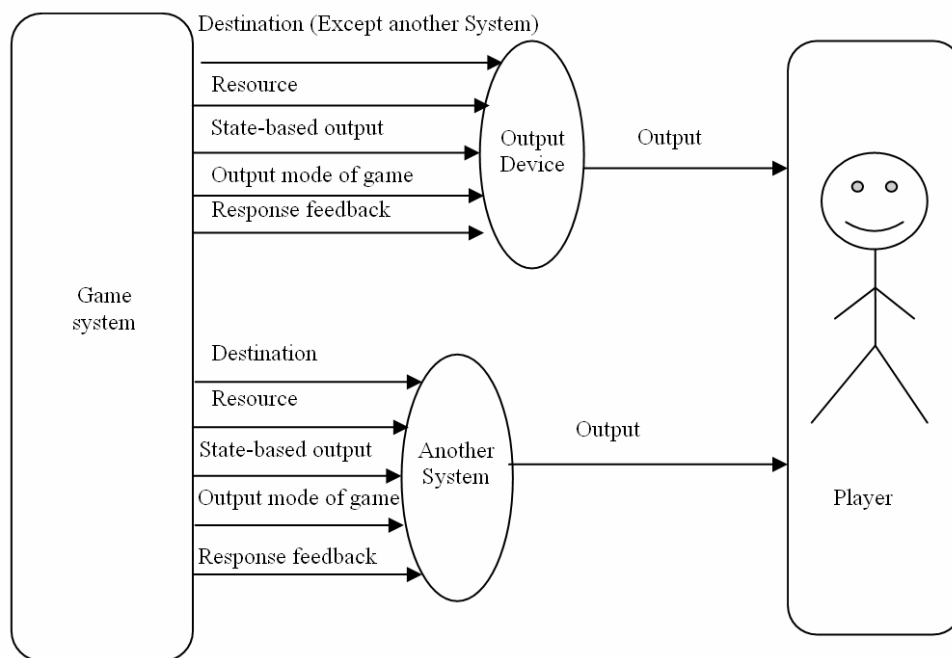 Destination (Except another System)
Resource
State-based output
Output mode of game
Response feedback
Output
Device
Output
Game
system
Destination
Resource
State-based output
Output mode of game
Response feedback
Another
System
Output
Player